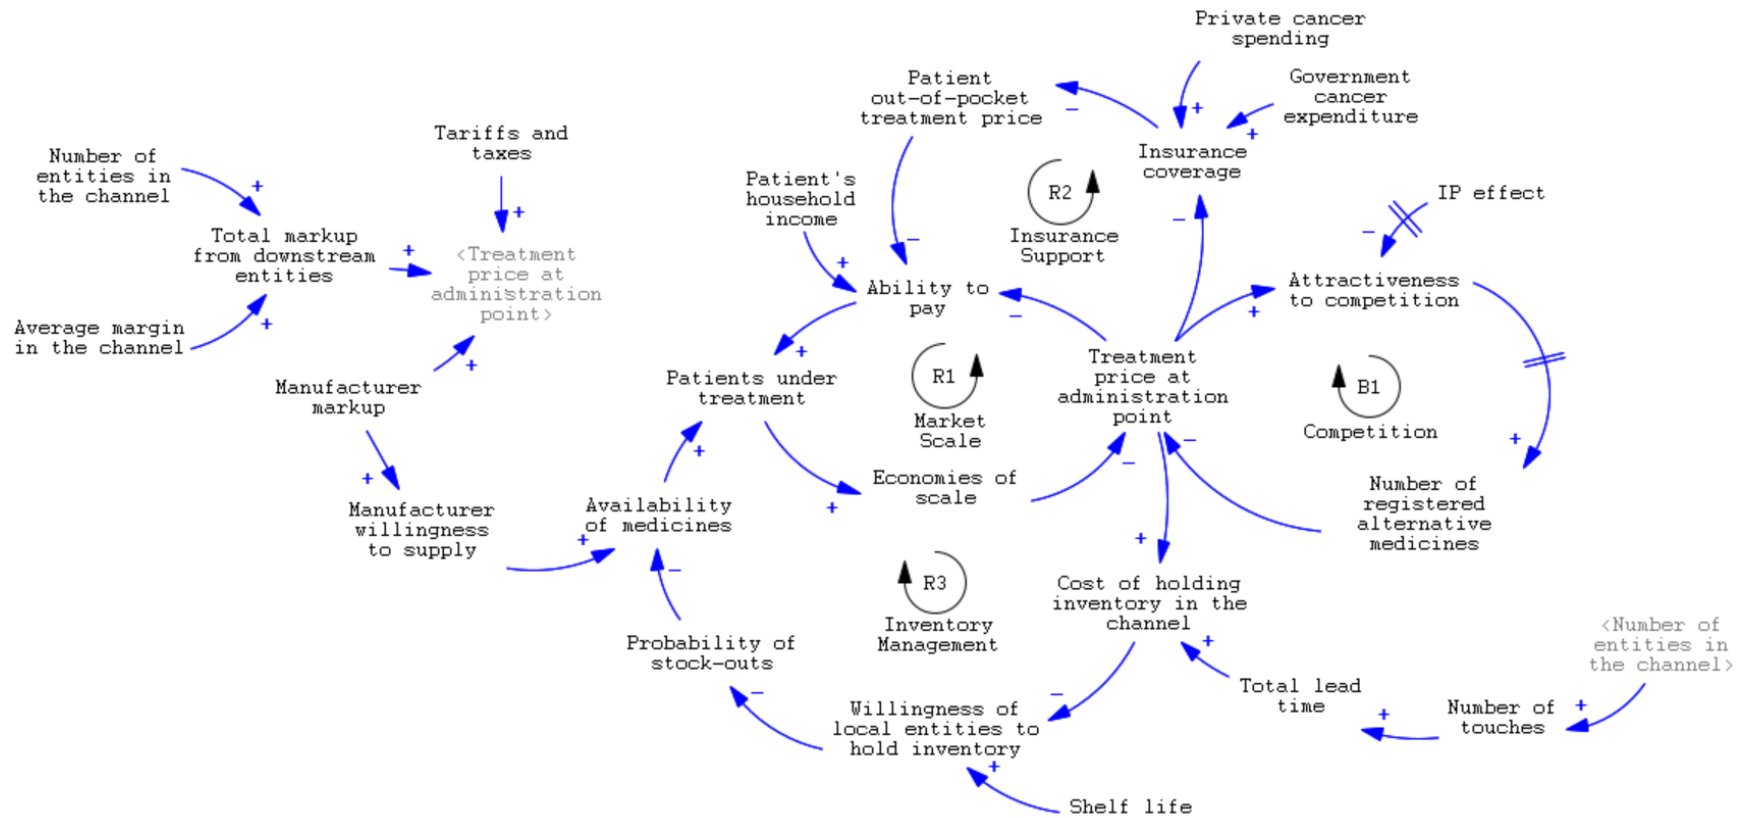 Private cancer
spending
Patient
out-of-pocket
treatment price
Government
cancer
expenditure
Tariffs and
taxes
Number of
entities in
the channel
Insurance
coverage
Patient's
household
income
R2
Insurance
Support
IP effect
Total markup
from downstream
entities
<Treatment
price at
administration
point>
Ability to
pay
Attractiveness
to competition
Average margin
in the channel
Manufacturer
markup
Patients under
treatment
R1
Market
Scale
Treatment
price at
administration
point
B1
Competition
Economies of
scale
Number of
registered
alternative
medicines
Manufacturer
willingness
to supply
Availability
of medicines
R3
Inventory
Management
Cost of holding
inventory in the
channel
Probability of
stock-outs
<Number of
entities in
the channel>
Total lead
time
Number of
touches
Willingness of
local entities to
hold inventory
Shelf life